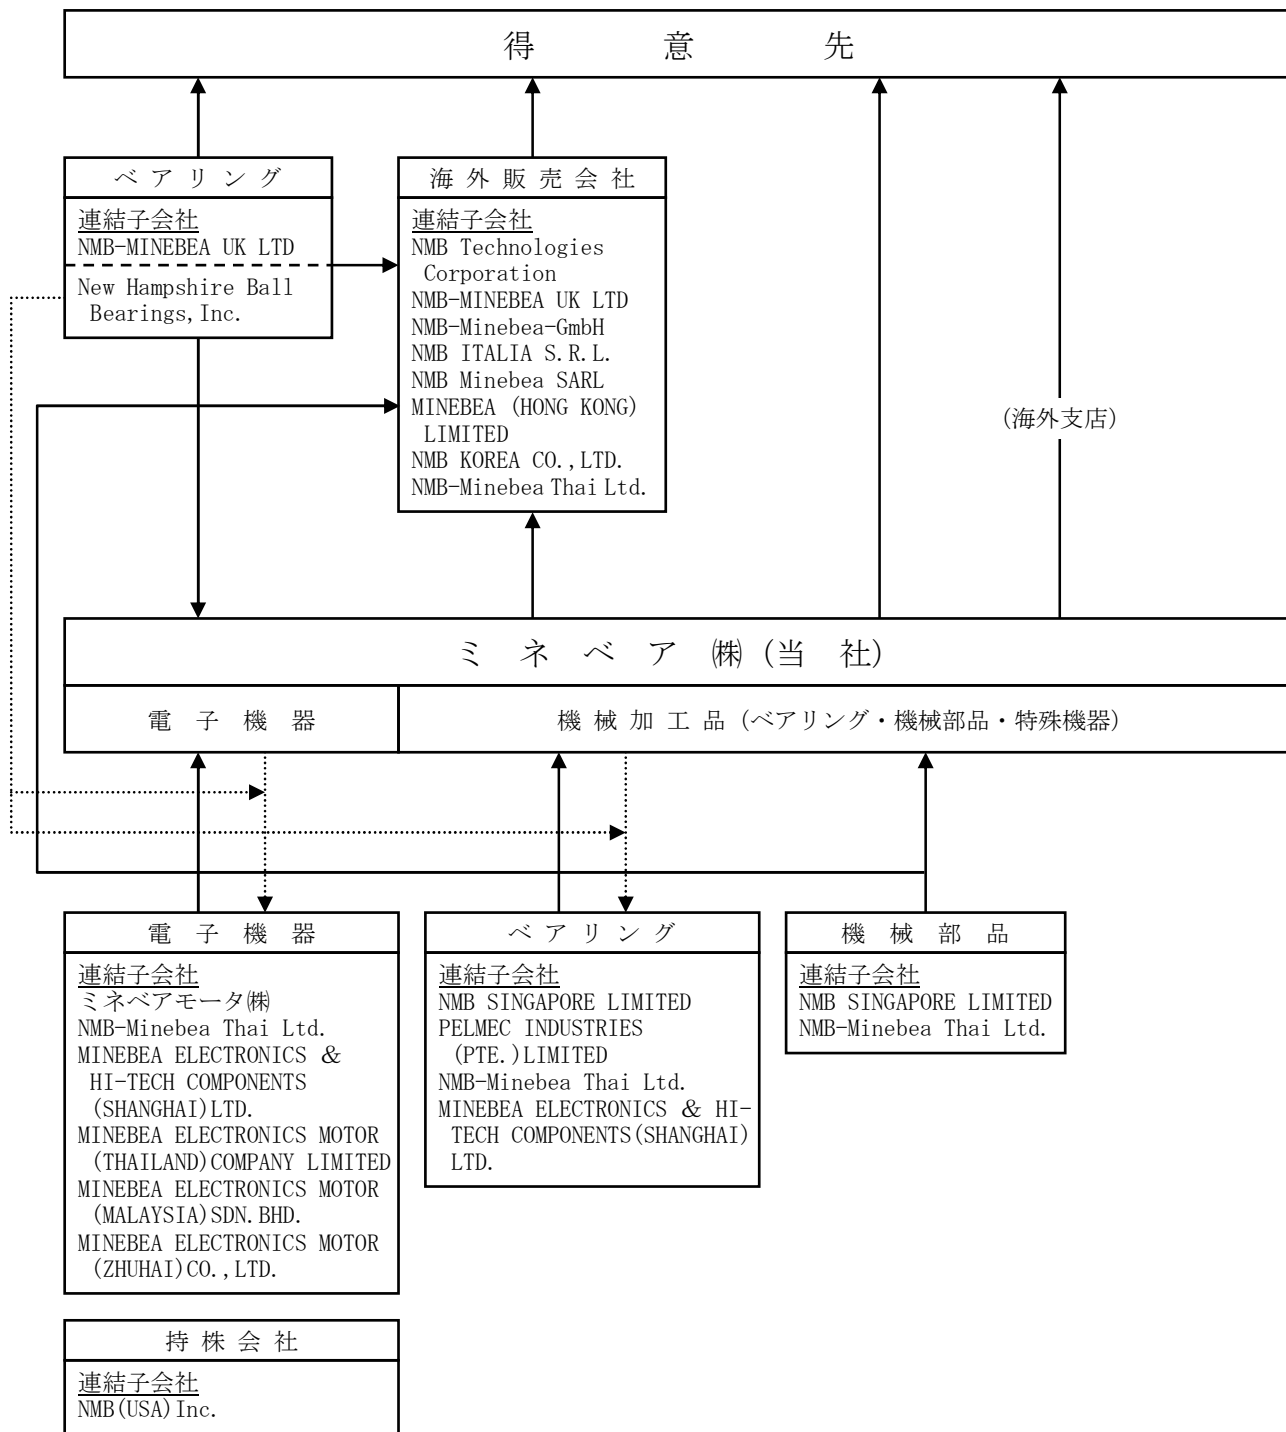 得意先
ベアリング
連結子会社
NMB-MINEBEA UK LTD
New Hampshire Ball
Bearings,Inc.
海外販売会社
連結子会社
NMB Technologies
Corporation
NMB-MINEBEA UK LTD
NMB-Minebea-GmbH
NMB ITALIA S.R.L.
NMB Minebea SARL
MINEBEA (HONG KONG)
LIMITED
NMB KOREA CO.,LTD.
NMB-Minebea Thai Ltd.
(海外支店)
ミネベア㈱(当社)
電子機器
機械加工品(ベアリング・機械部品・特殊機器)
電子機器
連結子会社
ミネベアモータ㈱
NMB-Minebea Thai Ltd.
MINEBEA ELECTRONICS &
HI-TECH COMPONENTS
(SHANGHAI)LTD.
MINEBEA ELECTRONICS MOTOR
(THAILAND)COMPANY LIMITED
MINEBEA ELECTRONICS MOTOR
(MALAYSIA)SDN.BHD.
MINEBEA ELECTRONICS MOTOR
(ZHUHAI)CO.,LTD.
ベアリング
連結子会社
NMB SINGAPORE LIMITED
PELMEC INDUSTRIES
(PTE.)LIMITED
NMB-Minebea Thai Ltd.
MINEBEA ELECTRONICS & HI-
TECH COMPONENTS(SHANGHAI)
LTD.
機械部品
連結子会社
NMB SINGAPORE LIMITED
NMB-Minebea Thai Ltd.
持株会社
連結子会社
NMB(USA)Inc.